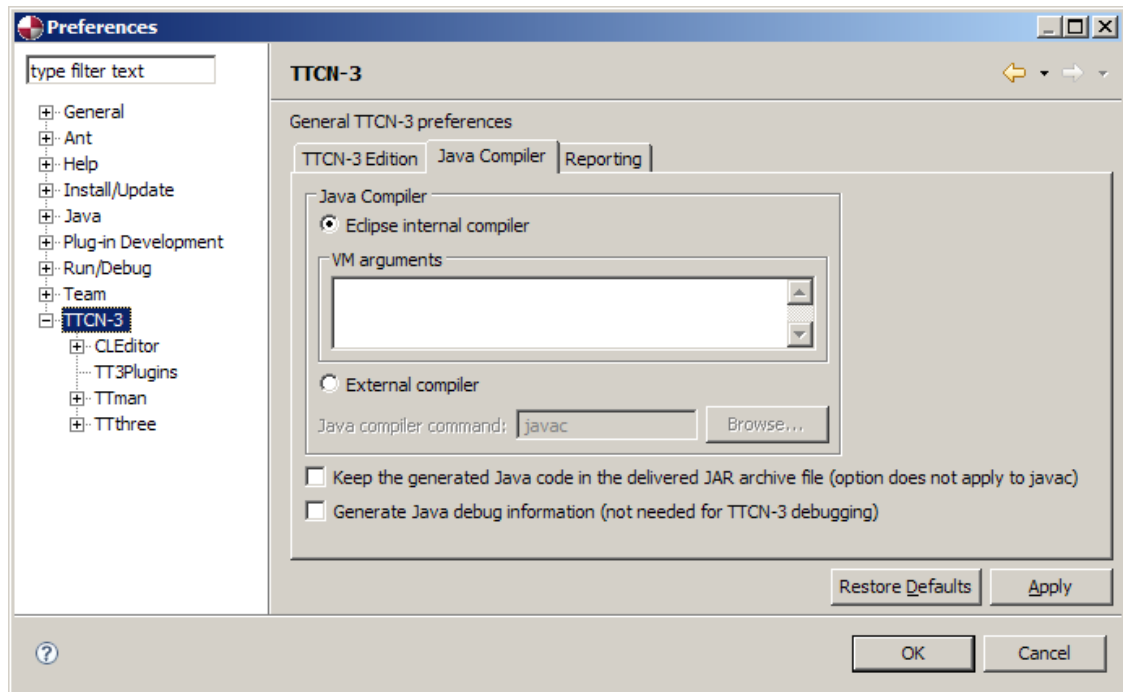 Preferences
type filter text
General
Ant
Help
Install/Update
Java
Plug-in Development
Run/Debug
Team
TTCN-3
CLEditor
TT3Plugins
TTman
TTthree
TTCN-3
General TTCN-3 preferences
TTCN-3 Edition Java Compiler Reporting
Java Compiler
Eclipse internal compiler
VM arguments
External compiler
Java compiler command: javac Browse...
Keep the generated Java code in the delivered JAR archive file (option does not apply to javac)
Generate Java debug information (not needed for TTCN-3 debugging)
Restore Defaults Apply
? OK Cancel